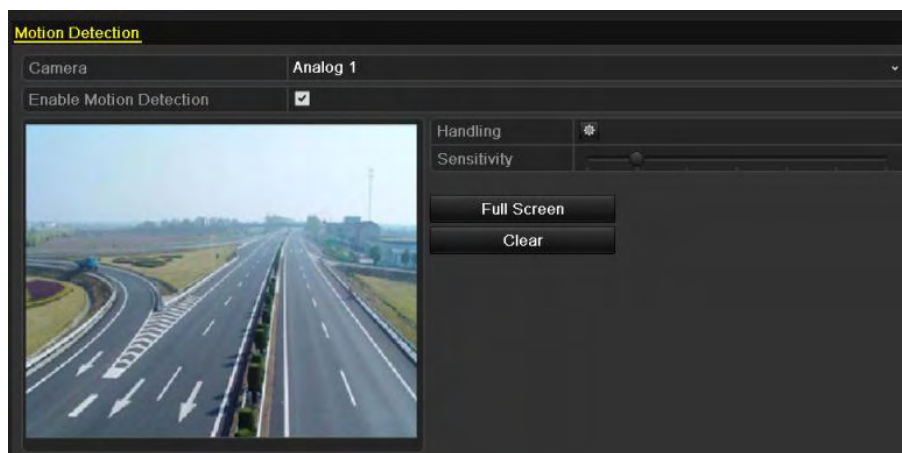 Motion Detection
Camera Analog 1
Enable Motion Detection
Handling
Sensitivity
Full Screen
Clear